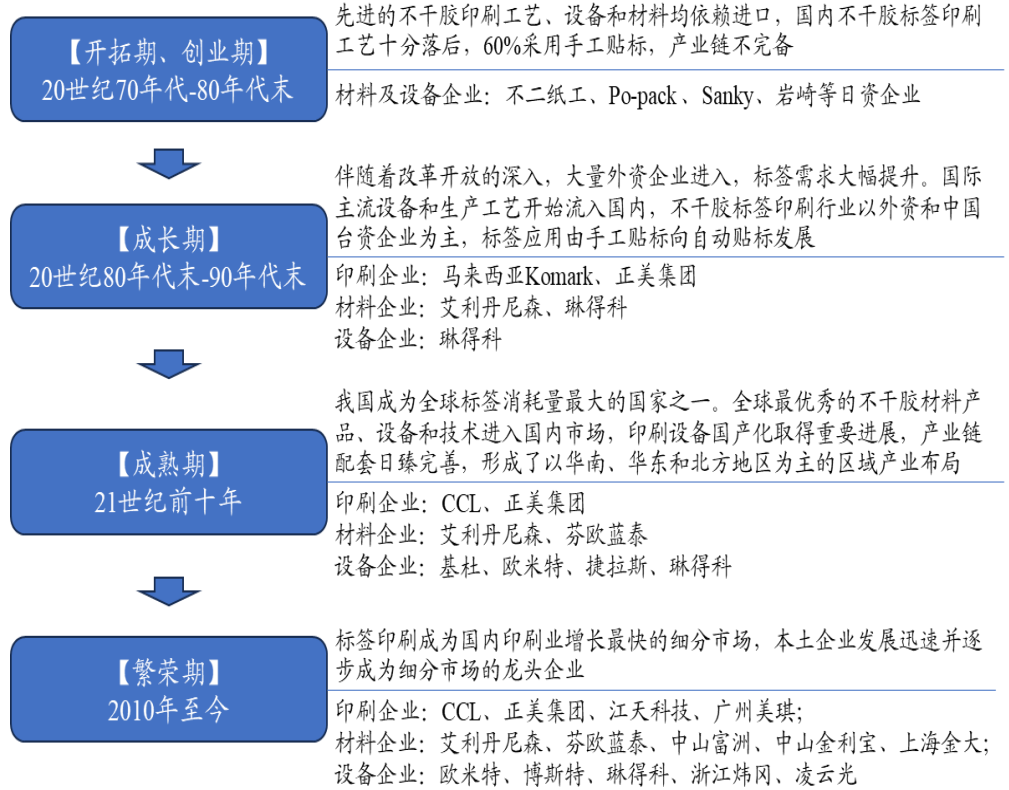 【开拓期、创业期】
20世纪70年代-80年代末
先进的不干胶印刷工艺、设备和材料均依赖进口，国内不干胶标签印刷
工艺十分落后，60%采用手工贴标，产业链不完备
材料及设备企业：不二纸工、Po-pack 、Sanky、岩崎等日资企业
【成长期】
20世纪80年代末-90年代末
伴随着改革开放的深入，大量外资企业进入，标签需求大幅提升。国际
主流设备和生产工艺开始流入国内，不干胶标签印刷行业以外资和中国
台资企业为主，标签应用由手工贴标向自动贴标发展
印刷企业：马来西亚Komark、正美集团
材料企业：艾利丹尼森、琳得科
设备企业：琳得科
【成熟期】
21世纪前十年
我国成为全球标签消耗量最大的国家之一。全球最优秀的不干胶材料产
品、设备和技术进入国内市场，印刷设备国产化取得重要进展，产业链
配套日臻完善，形成了以华南、华东和北方地区为主的区域产业布局
印刷企业：CCL、正美集团
材料企业：艾利丹尼森、芬欧蓝泰
设备企业：基杜、欧米特、捷拉斯、琳得科
【繁荣期】
2010年至今
标签印刷成为国内印刷业增长最快的细分市场，本土企业发展迅速并逐
步成为细分市场的龙头企业
印刷企业：CCL、正美集团、江天科技、广州美琪；
材料企业：艾利丹尼森、芬欧蓝泰、中山富洲、中山金利宝、上海金大；
设备企业：欧米特、博斯特、琳得科、浙江炜冈、凌云光